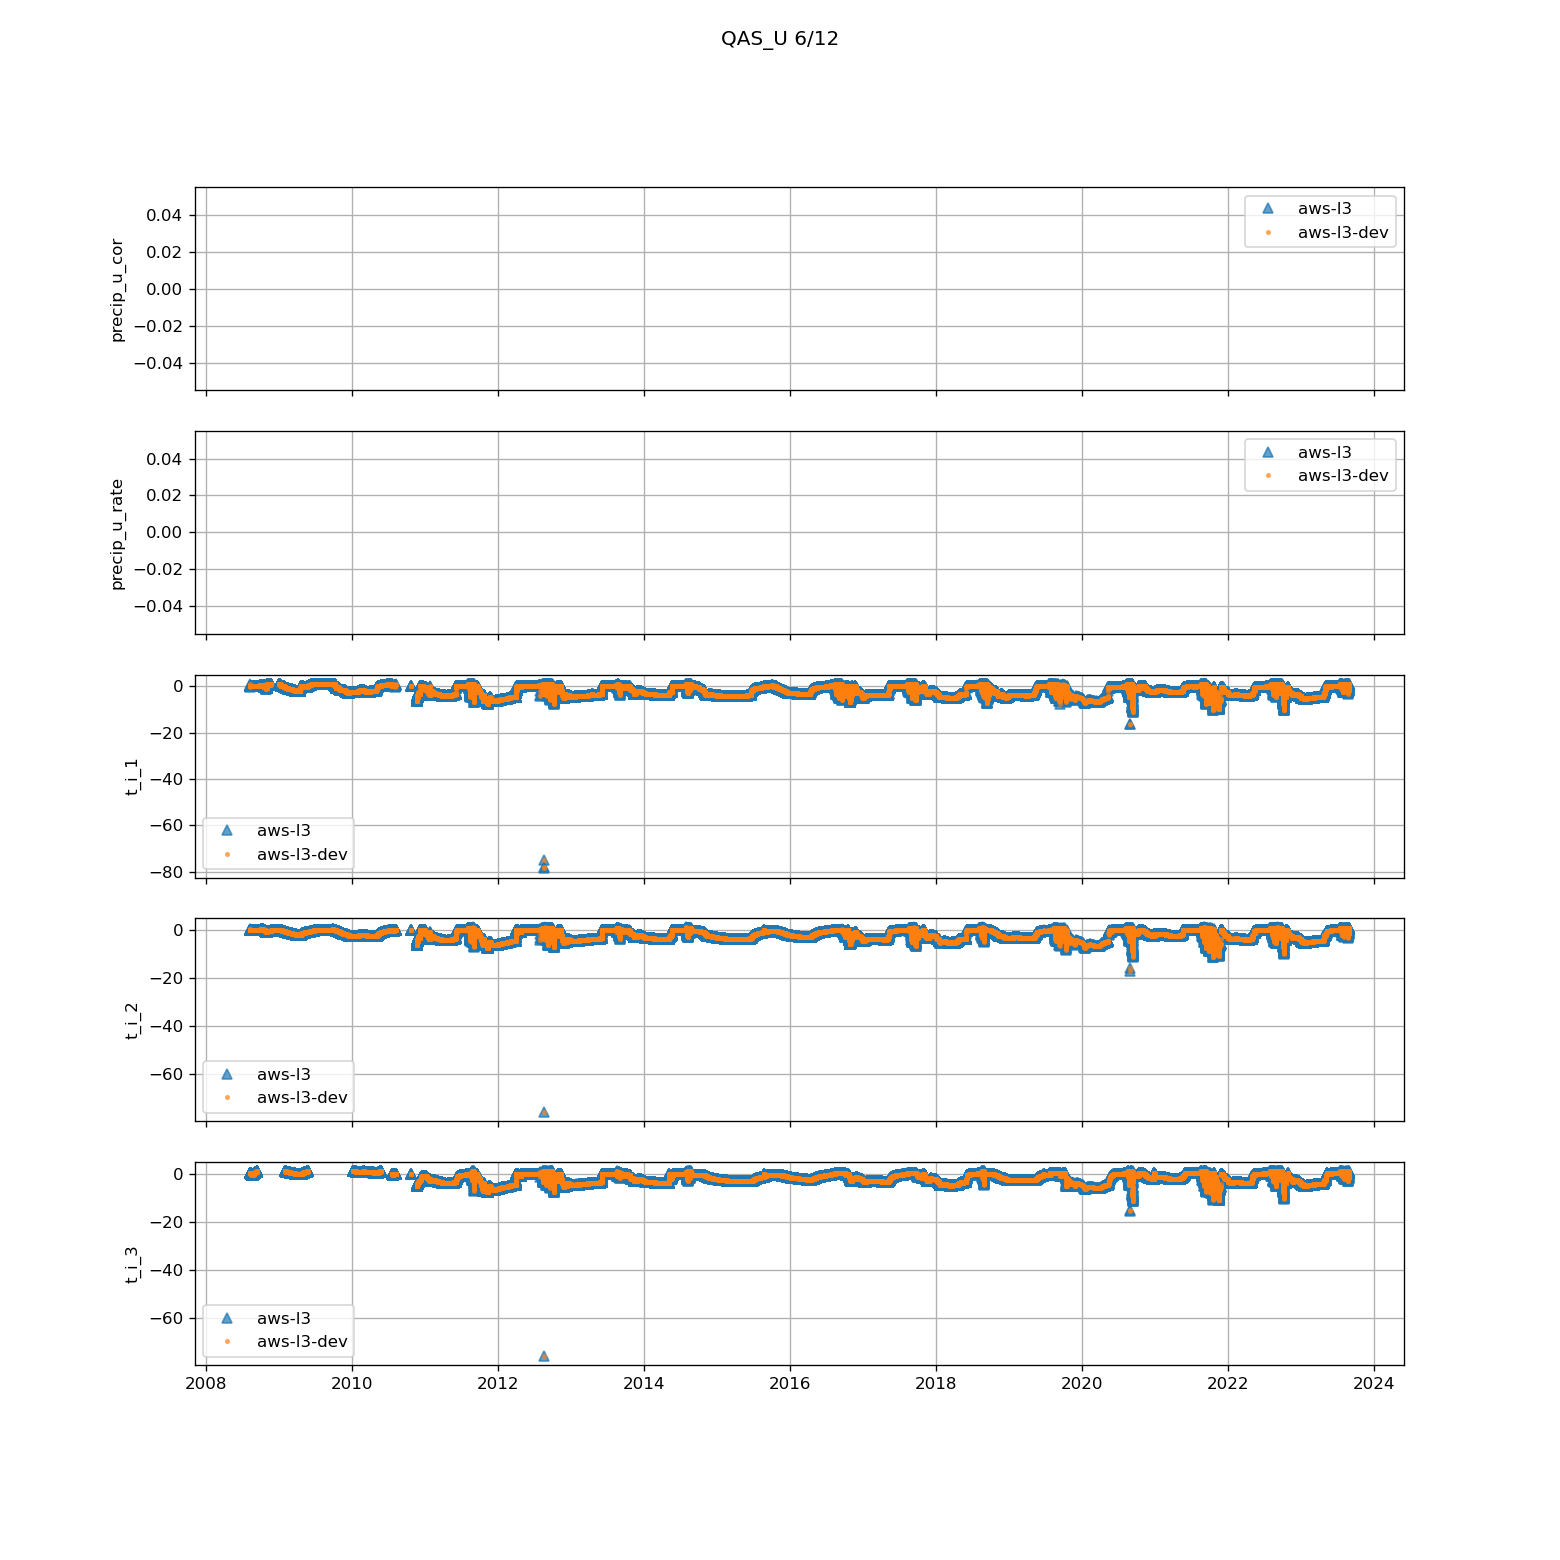 QAS_U 6/12
precip_u_cor
0.04
0.02
0.00
−0.02
−0.04
aws-l3
aws-l3-dev
precip_u_rate
0.04
0.02
0.00
−0.02
−0.04
aws-l3
aws-l3-dev
t_i_1
0
−20
−40
−60
−80
aws-l3
aws-l3-dev
t_i_2
0
−20
−40
−60
aws-l3
aws-l3-dev
t_i_3
0
−20
−40
−60
aws-l3
aws-l3-dev
2008 2010 2012 2014 2016 2018 2020 2022 2024